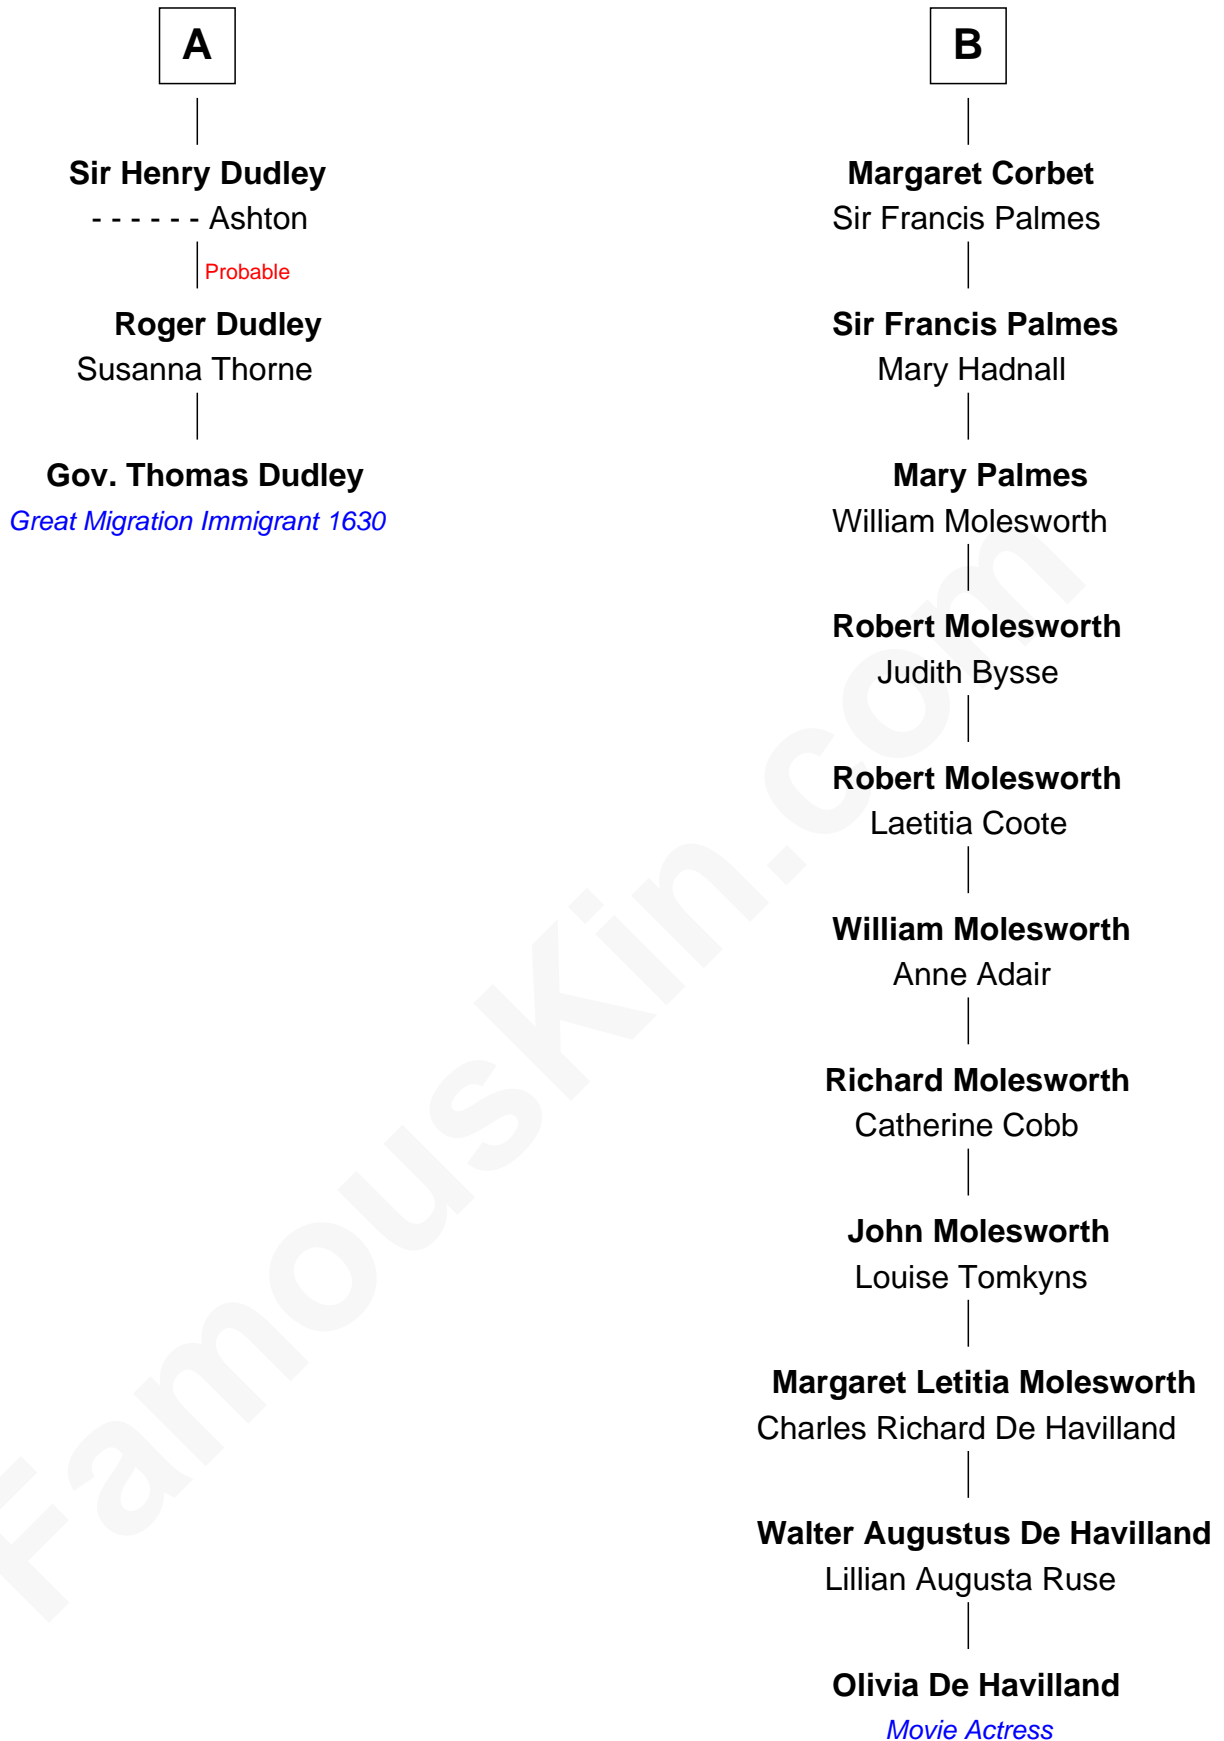 A
Sir Henry Dudley
- - - - - - Ashton
Probable
Roger Dudley
Susanna Thorne
Gov. Thomas Dudley
Great Migration Immigrant 1630
B
Margaret Corbet
Sir Francis Palmes
Sir Francis Palmes
Mary Hadnall
Mary Palmes
William Molesworth
Robert Molesworth
Judith Bysse
Robert Molesworth
Laetitia Coote
William Molesworth
Anne Adair
Richard Molesworth
Catherine Cobb
John Molesworth
Louise Tomkyns
Margaret Letitia Molesworth
Charles Richard De Havilland
Walter Augustus De Havilland
Lillian Augusta Ruse
Olivia De Havilland
Movie Actress
FamousKin.com